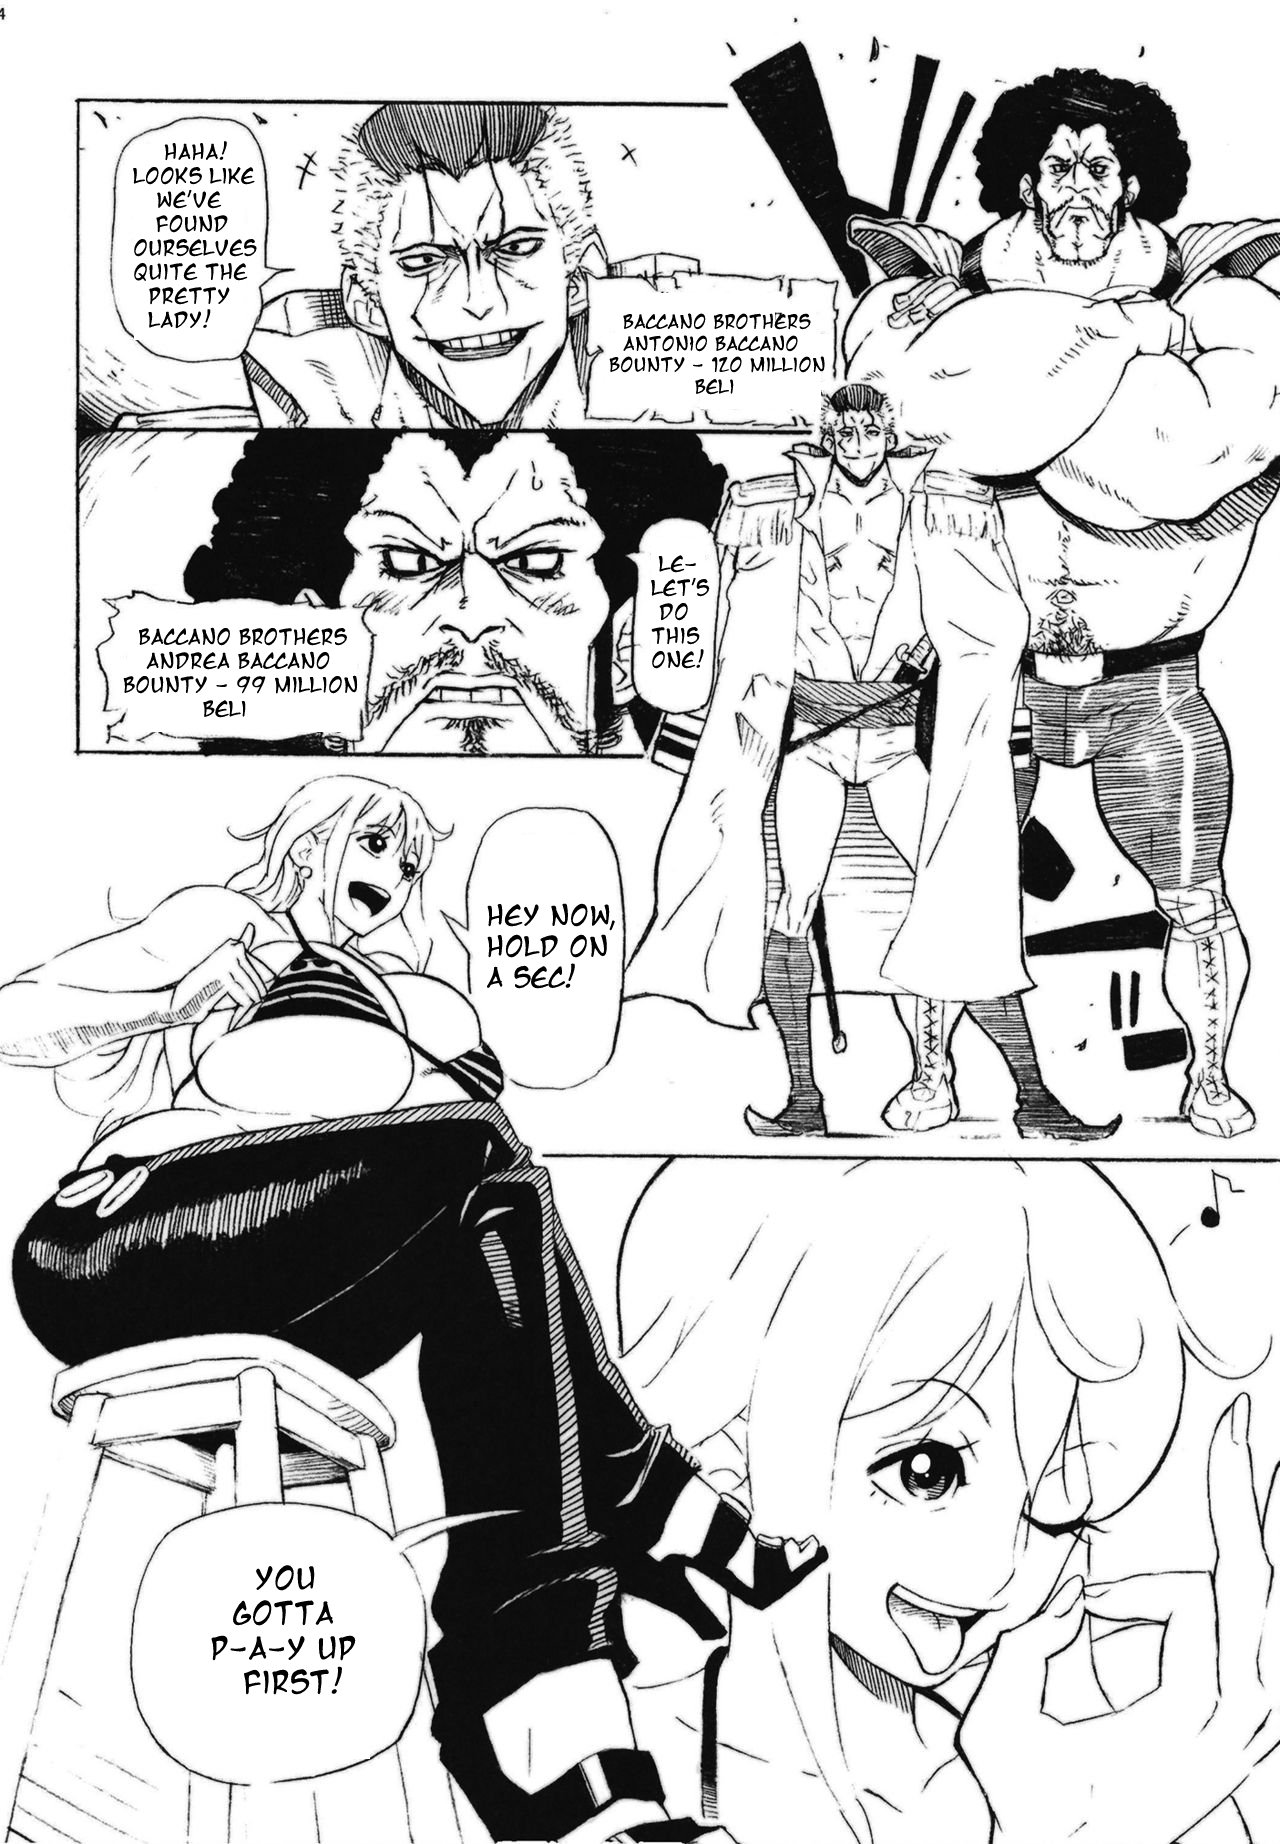 4
HAHA!
LOOKS LIKE
WE'VE
FOUND
OURSELVES
QUITE THE
PRETTY
LADY!
BACCANO BROTHERS
ANTONIO BACCANO
BOUNTY - 120 MILLION
BELI
LE-
LET'S
DO
THIS
ONE!
BACCANO BROTHERS
ANDREA BACCANO
BOUNTY - 99 MILLION
BELI
HEY NOW,
HOLD ON
A SEC!
YOU
GOTTA
P-A-Y UP
FIRST!